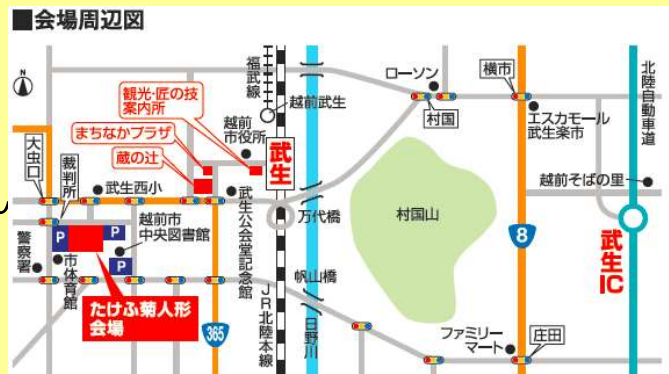 ■会場周辺図
福武線
ローソン
横市
北陸自動車道
観光・匠の技
案内所
越前武生
村国
エスカモール
武生楽市
まちなかプラザ
越前
市役所
武生
大虫口
裁判所
蔵の辻
武生西小
越前そばの里
武生公会堂記念館
万代橋
村国山
8
武生IC
P
P
P
越前市
中央図書館
警察署
市体育館
帆山橋
たけふ菊人形
会場
365
JR北陸本線
日野川
ファミリー
マート
庄田
N